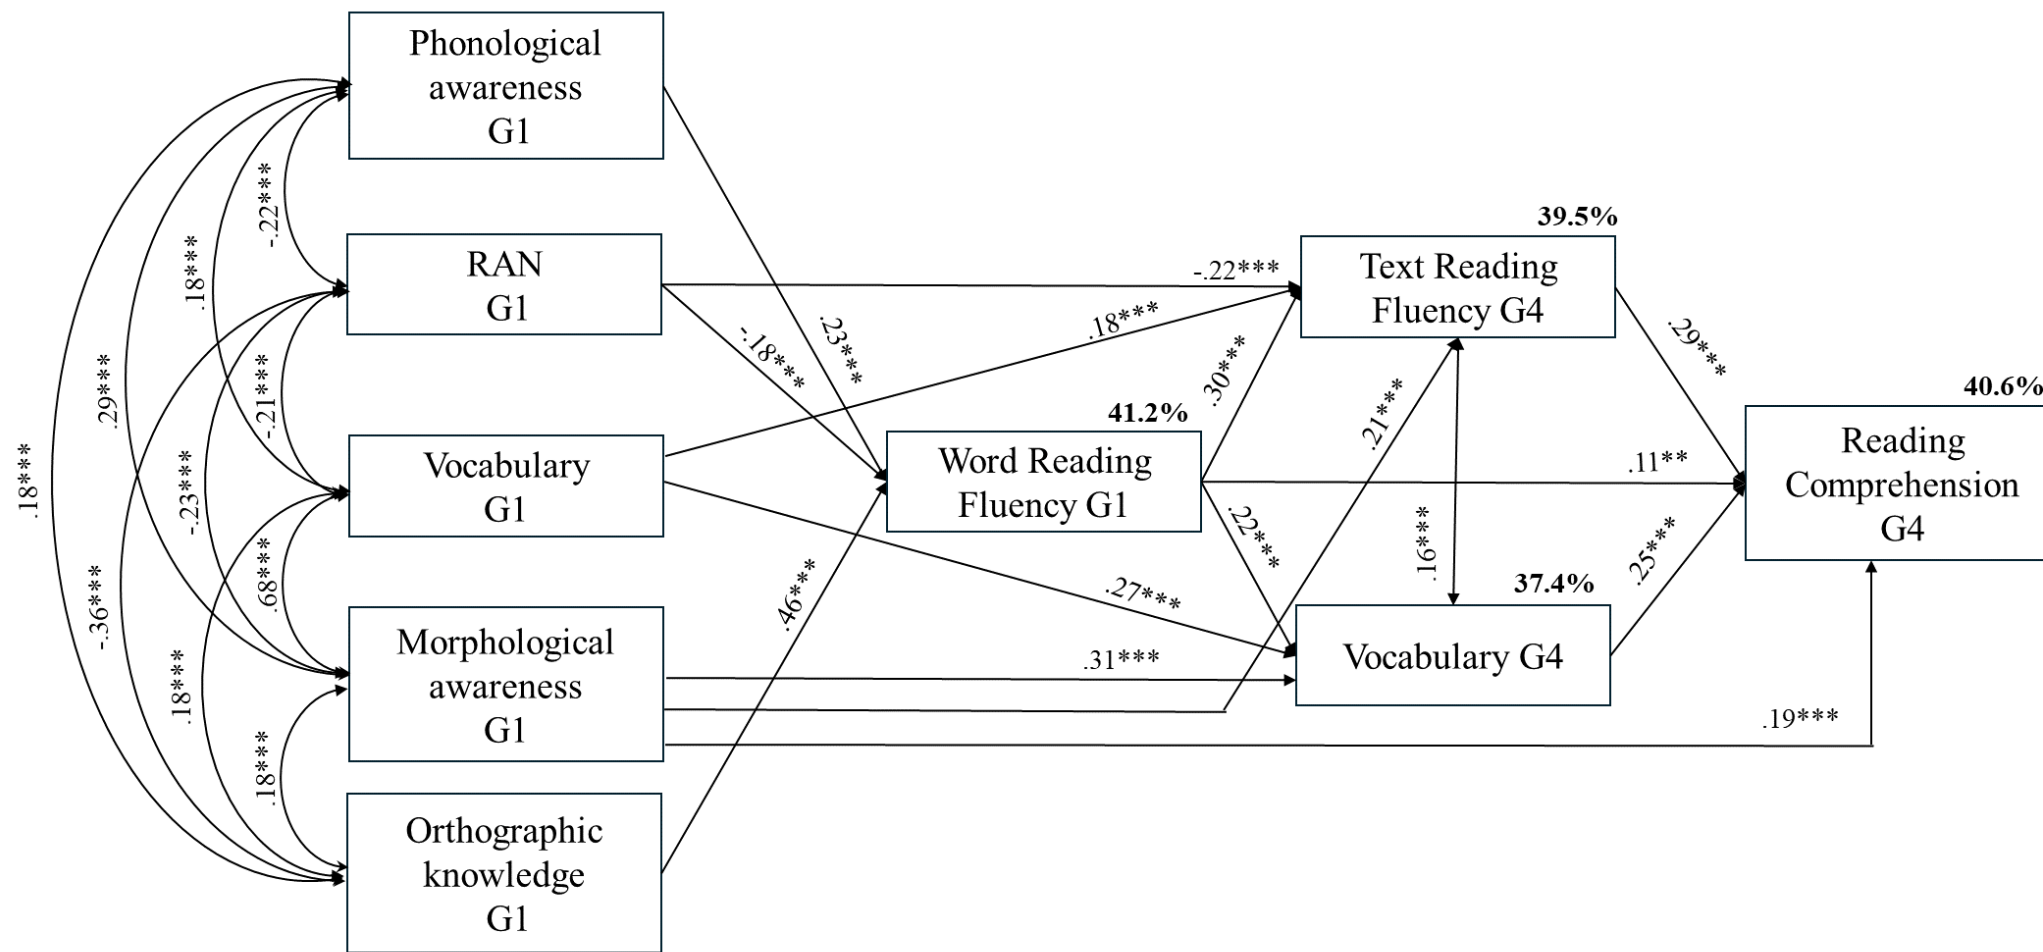 Phonological
awareness
G1
RAN
G1
Vocabulary
G1
Morphological
awareness
G1
Orthographic
knowledge
G1
-.22***
.18***
.29***
.18***
-.21***
-.23***
-.36***
.68***
.18***
.18***
.23***
-.18***
.46***
-.22***
.18***
.27***
.31***
41.2%
Word Reading
Fluency G1
.30***
.22***
.21***
.11**
39.5%
Text Reading
Fluency G4
.16***
37.4%
Vocabulary G4
.29***
.25***
.19***
40.6%
Reading
Comprehension
G4